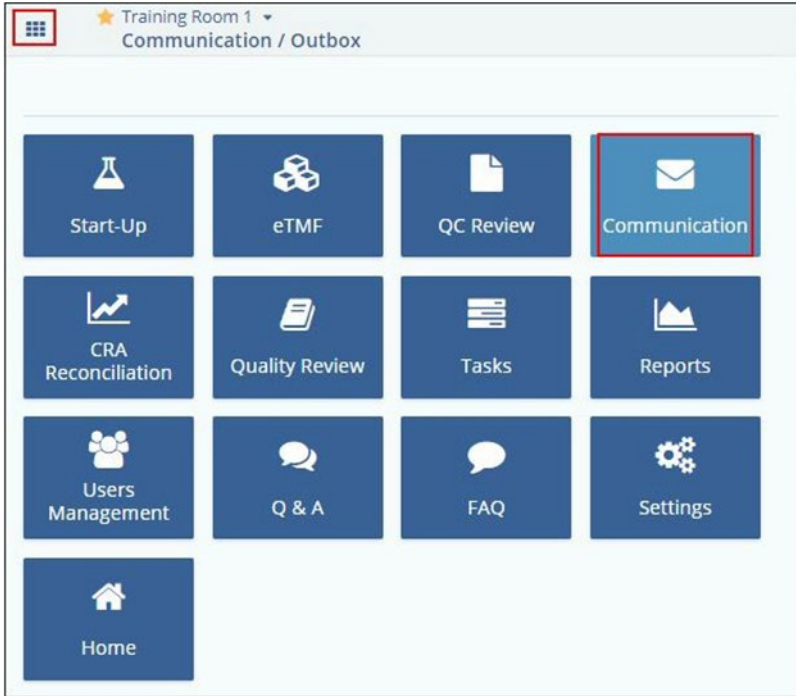 Training Room 1
Communication / Outbox
Start-Up
eTMF
QC Review
Communication
CRA
Reconciliation
Quality Review
Tasks
Reports
Users
Management
Q & A
FAQ
Settings
Home